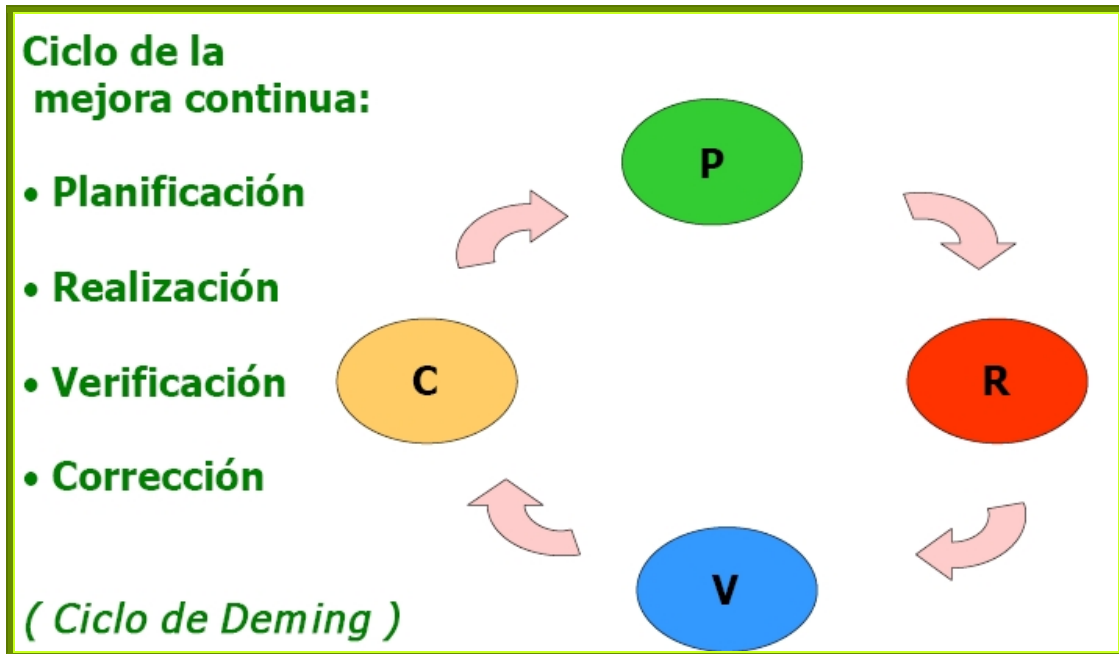 Ciclo de la
mejora continua:
• Planificación
• Realización
• Verificación
• Corrección
( Ciclo de Deming )
P
R
V
C